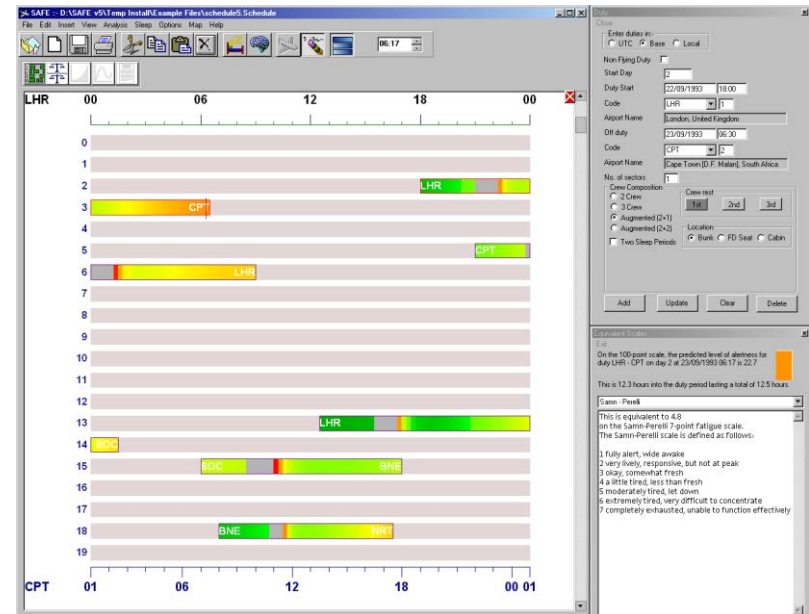 SAFE :- D:\SAFE v5\Temp Install\Example Files\schedule5.Schedule
File Edit Insert View Analysis Sleep Options Map Help
06:17
LHR 00 06 12 18 00
0
1
2 LHR
3 CPT
4
5 CPT
6 LHR
7
8
9
10
11
12
13 LHR
14 SOC
15 SOC BNE
16
17
18 BNE NRT
19
CPT 01 06 12 18 00 01
Duty
Close
Enter duties in:-
UTC Base Local
Non Flying Duty
Start Day 2
Duty Start 22/09/1993 18:00
Code LHR 1
Airport Name London, United Kingdom
Off duty 23/09/1993 06:30
Code CPT 2
Airport Name Cape Town [D.F. Malan], South Africa
No. of sectors 1
Crew Composition
2 Crew
3 Crew
Augmented (2+1)
Augmented (2+2)
Two Sleep Periods
Crew rest
1st 2nd 3rd
Location
Bunk FD Seat Cabin
Add Update Clear Delete
Equivalent Scales
Exit
On the 100-point scale, the predicted level of alertness for
duty LHR - CPT on day 2 at 23/09/1993 06:17 is 22.7
This is 12.3 hours into the duty period lasting a total of 12.5 hours
Samn - Perelli
This is equivalent to 4.8
on the Samn-Perelli 7-point fatigue scale.
The Samn-Perelli scale is defined as follows:
1 fully alert, wide awake
2 very lively, responsive, but not at peak
3 okay, somewhat fresh
4 a little tired, less than fresh
5 moderately tired, let down
6 extremely tired, very difficult to concentrate
7 completely exhausted, unable to function effectively